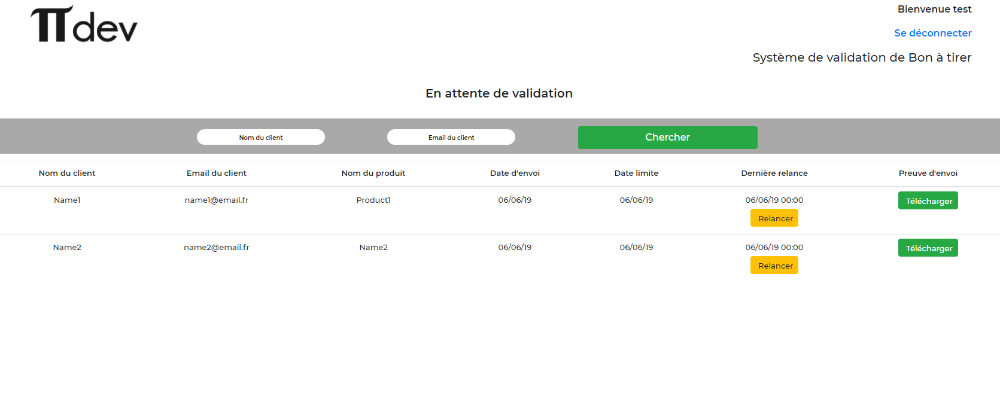 πdev
Bienvenue test
Se déconnecter
Système de validation de Bon à tirer
En attente de validation
Nom du client Email du client Chercher
Nom du client Email du client Nom du produit Date d'envoi Date limite Dernière relance Preuve d'envoi
Name1 name1@email.fr Product1 06/06/19 06/06/19 06/06/19 00:00 Télécharger
Relancer
Name2 name2@email.fr Name2 06/06/19 06/06/19 06/06/19 00:00 Télécharger
Relancer